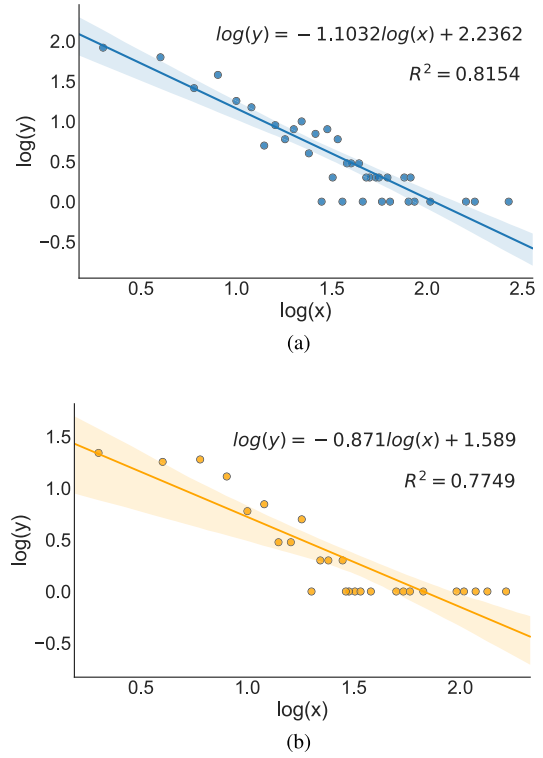 log(y) = −1.1032log(x) + 2.2362
R² = 0.8154
log(y)
2.0
1.5
1.0
0.5
0.0
−0.5
0.5 1.0 1.5 2.0 2.5
log(x)
(a)
log(y) = −0.871log(x) + 1.589
R² = 0.7749
log(y)
1.5
1.0
0.5
0.0
−0.5
0.5 1.0 1.5 2.0
log(x)
(b)